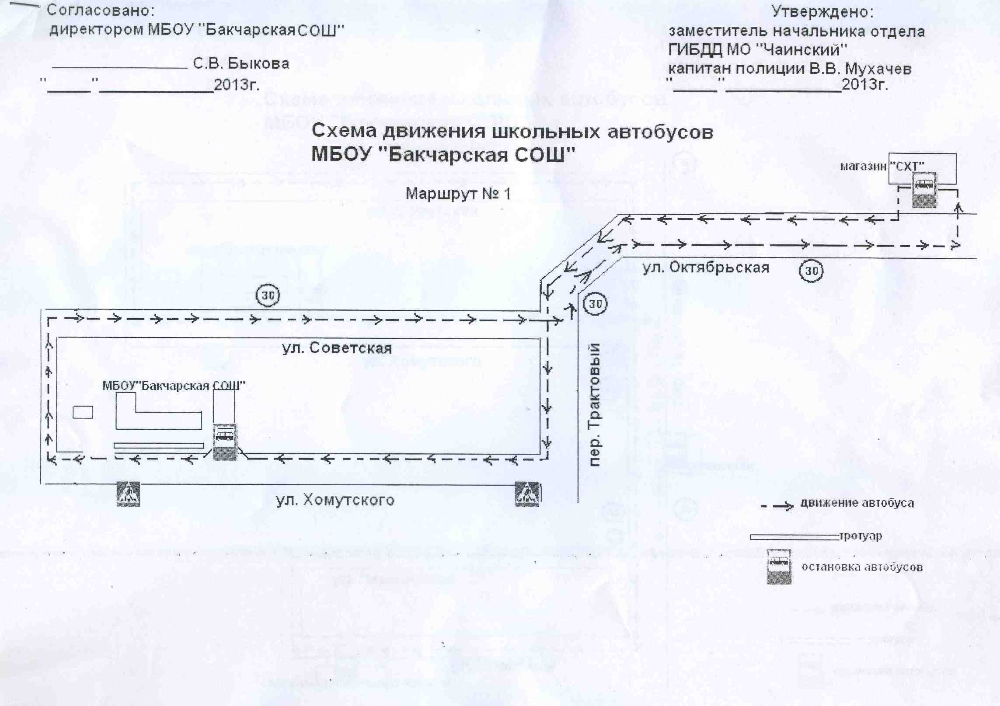 Согласовано:
директором МБОУ "Бакчарская СОШ"
С.В. Быкова
"_____"_____________2013г.
Утверждено:
заместитель начальника отдела
ГИБДД МО "Чаинский"
капитан полиции В.В. Мухачев
"_____"_____________2013г.
Схема движения школьных автобусов
МБОУ "Бакчарская СОШ"
Маршрут № 1
магазин "СХТ"
ул. Октябрьская
30
30
30
ул. Советская
МБОУ"Бакчарская СОШ"
пер. Трактовый
ул. Хомутского
движение автобуса
тротуар
остановка автобусов